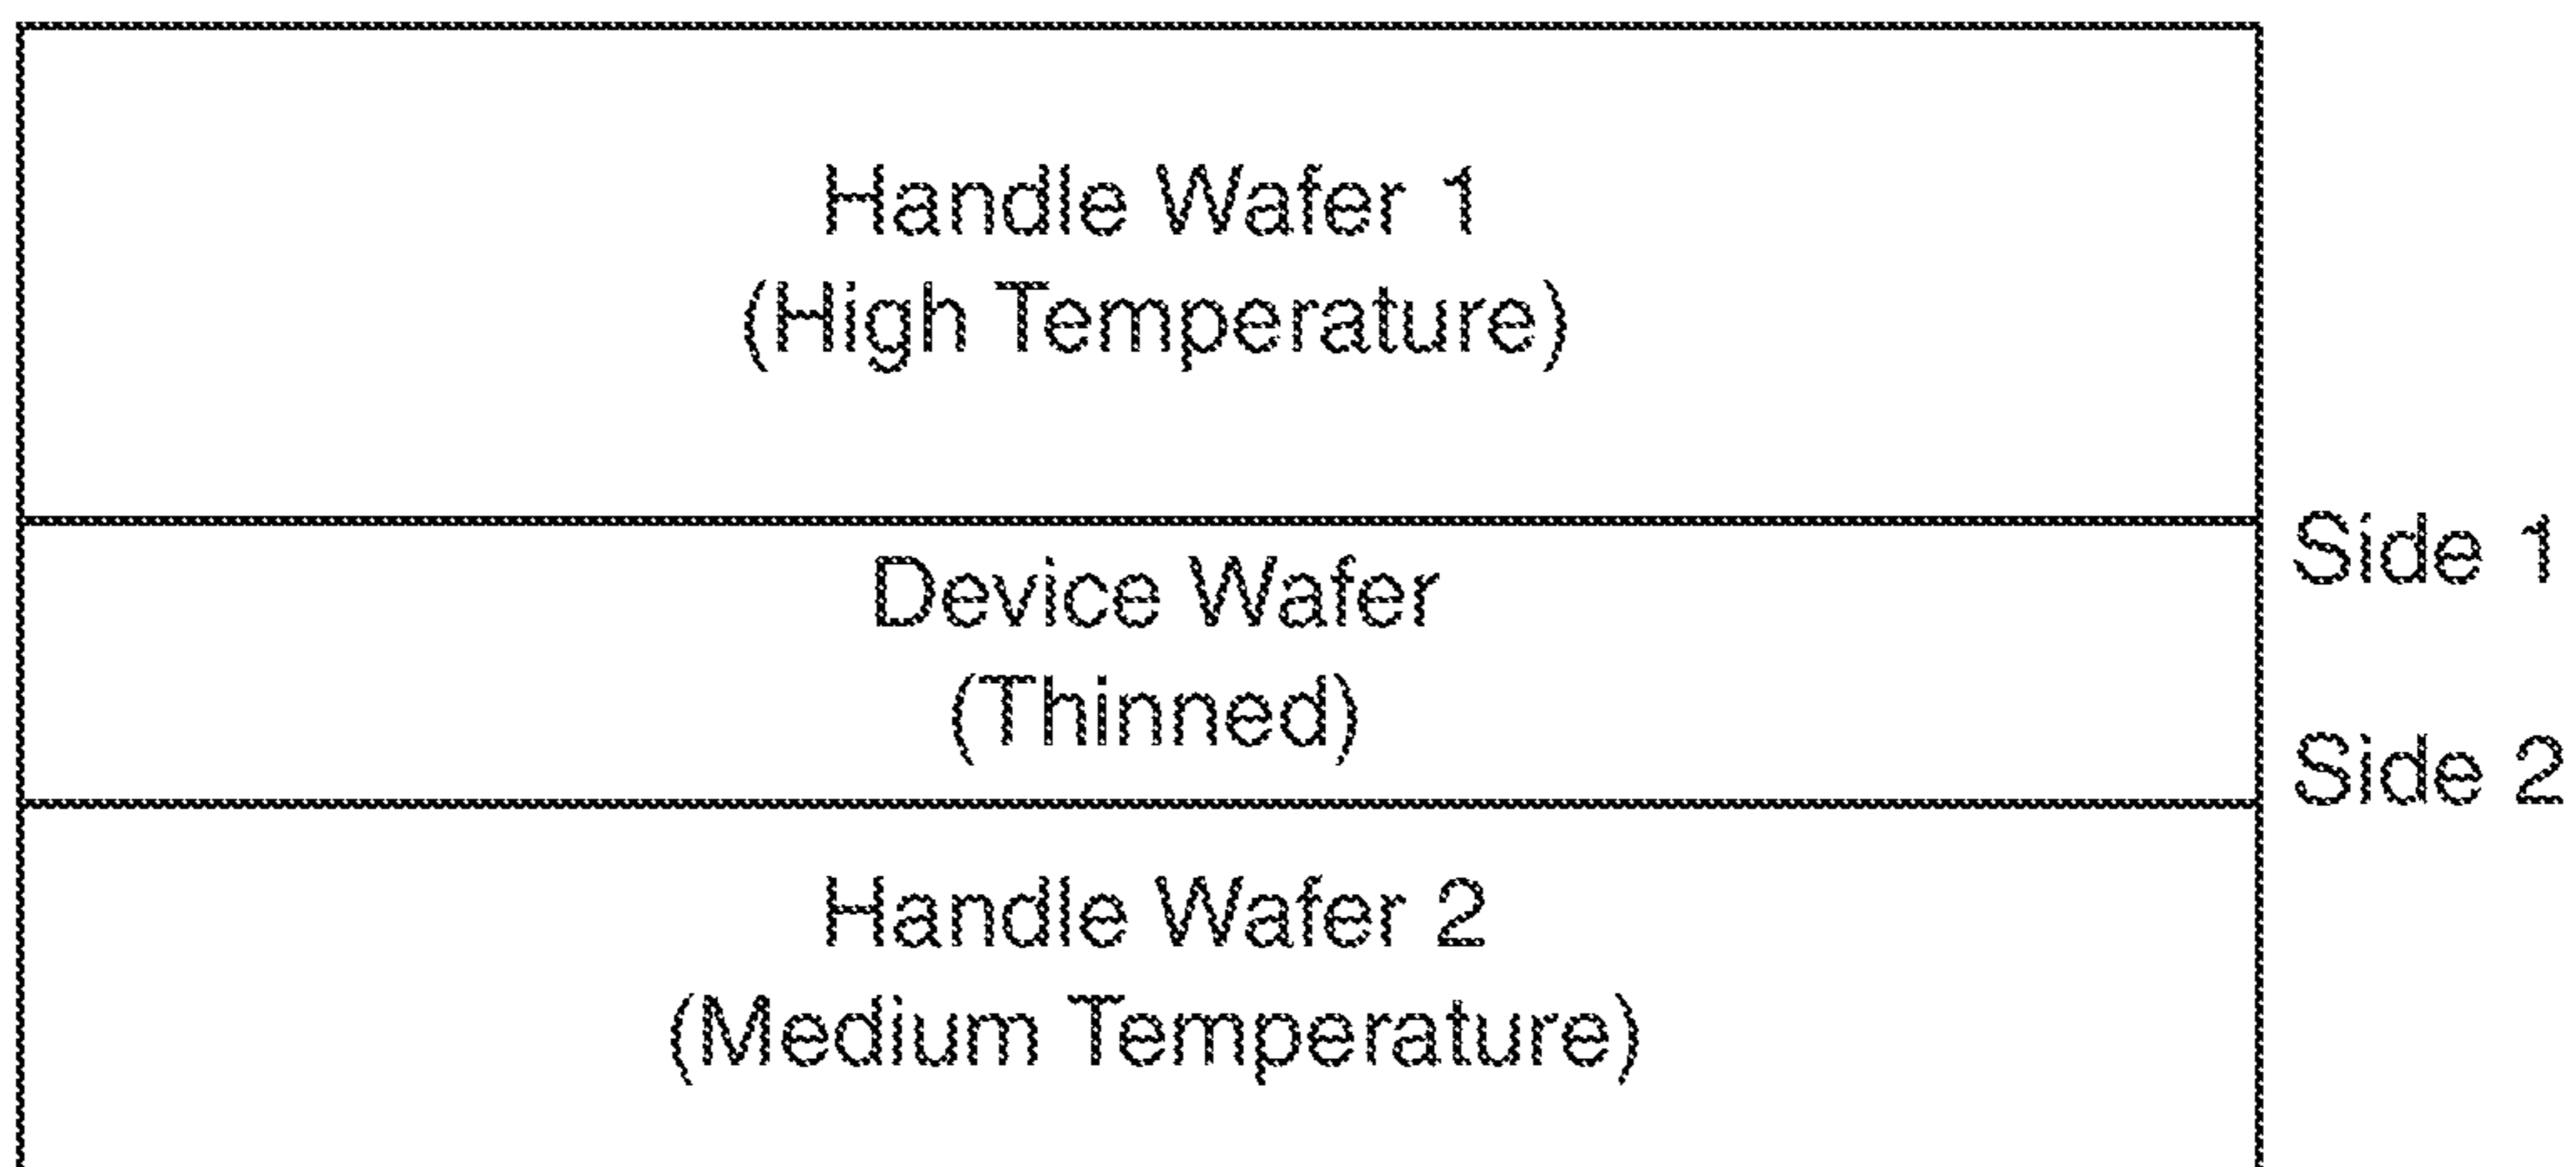 Handle Wafer 1
(High Temperature)
Side 1
Device Wafer
(Thinned)
Side 2
Handle Wafer 2
(Medium Temperature)